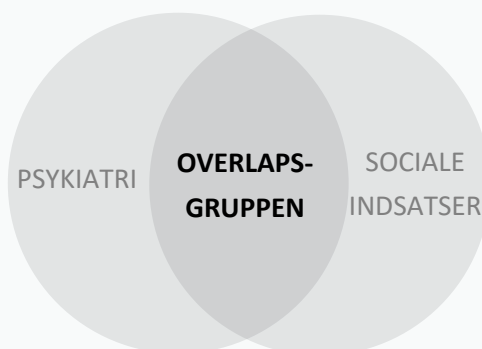 PSYKIATRI
OVERLAPS-
GRUPPEN
SOCIALE
INDSATSER